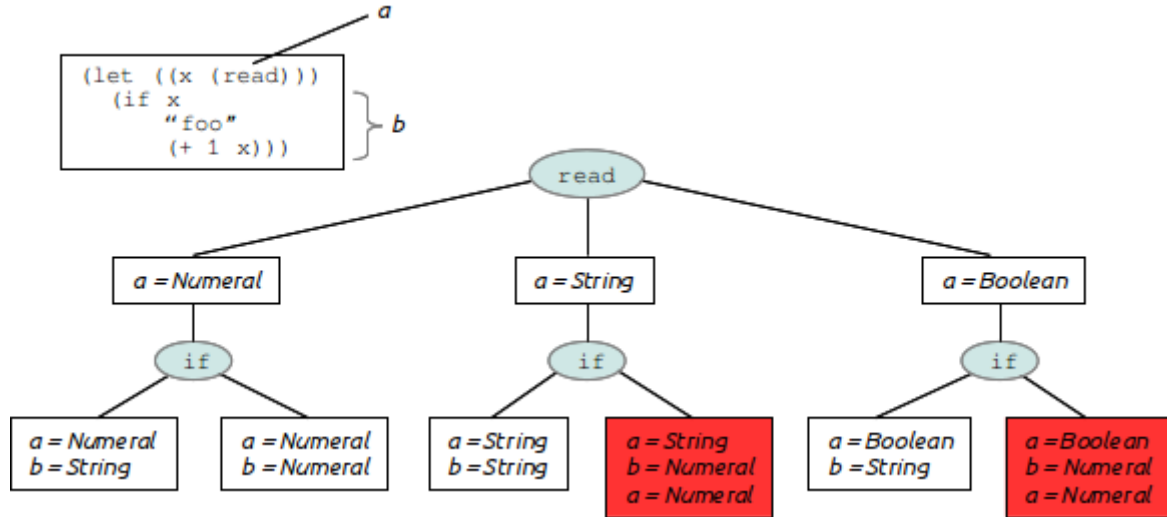 a
(let ((x (read)))
(if x
“foo”
(+ 1 x)))
b
read
a = Numeral
a = String
a = Boolean
if
if
if
a = Numeral
b = String
a = Numeral
b = Numeral
a = String
b = String
a = String
b = Numeral
a = Numeral
a = Boolean
b = String
a = Boolean
b = Numeral
a = Numeral